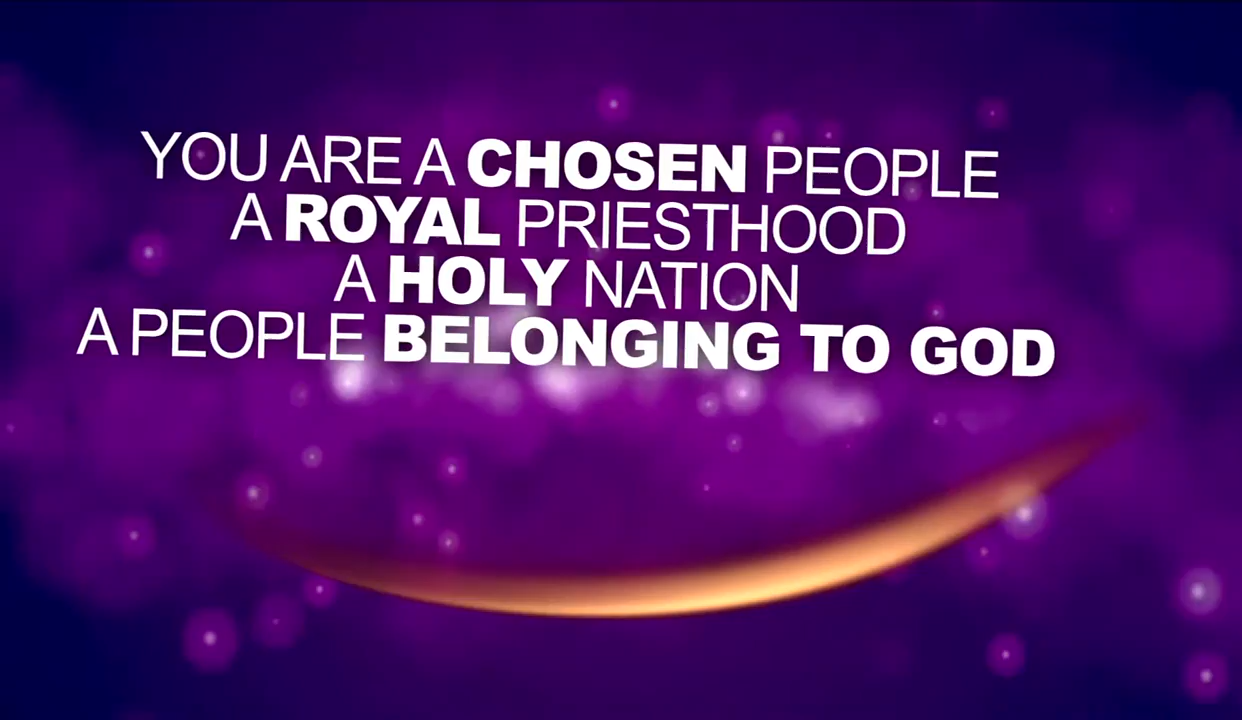 YOU ARE A CHOSEN PEOPLE
A ROYAL PRIESTHOOD
A HOLY NATION
A PEOPLE BELONGING TO GOD